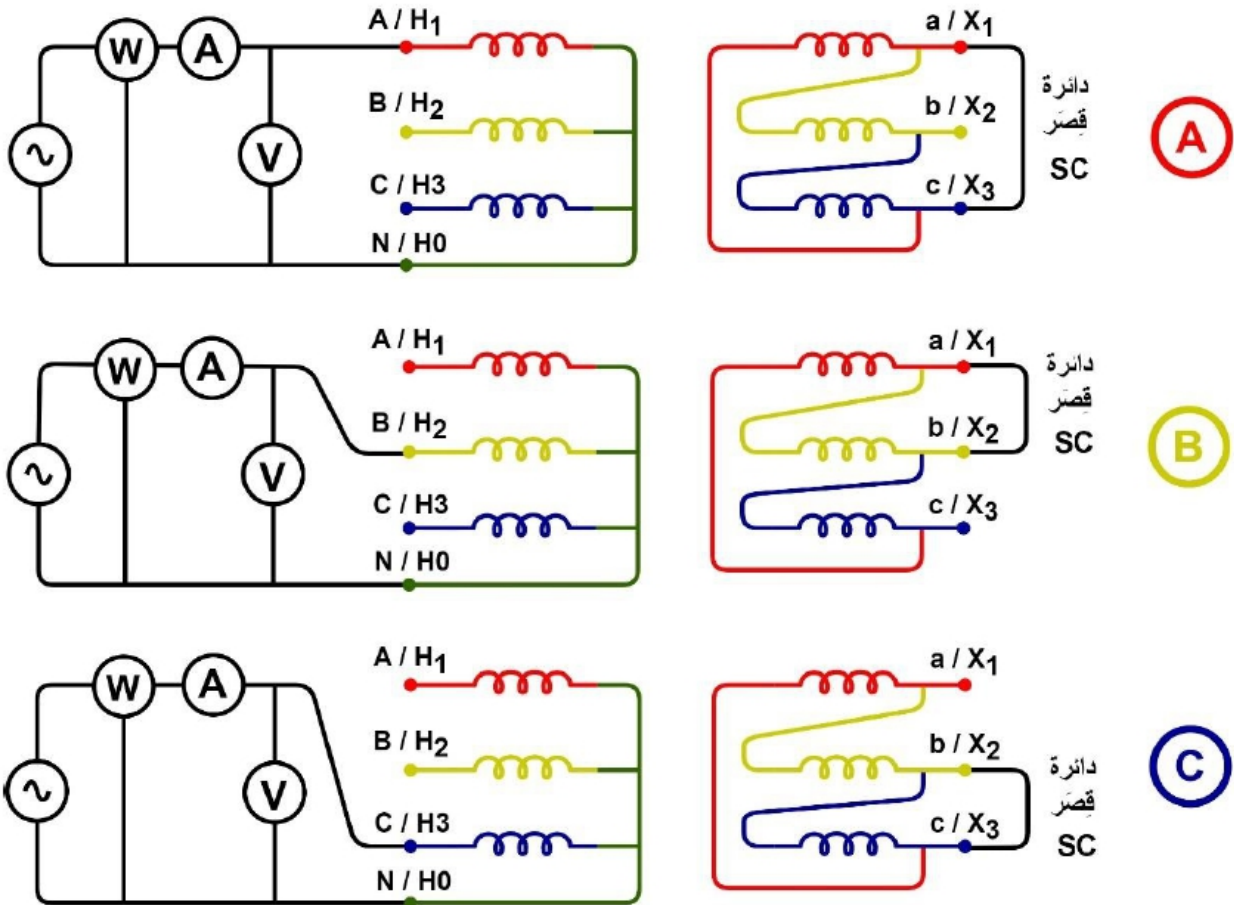 A / H1
W A
B / H2
V
C / H3
N / H0
a / X1
b / X2
c / X3
دائرة
قِصَر
SC
A
A / H1
W A
B / H2
V
C / H3
N / H0
a / X1
b / X2
c / X3
دائرة
قِصَر
SC
B
A / H1
W A
B / H2
V
C / H3
N / H0
a / X1
b / X2
c / X3
دائرة
قِصَر
SC
C